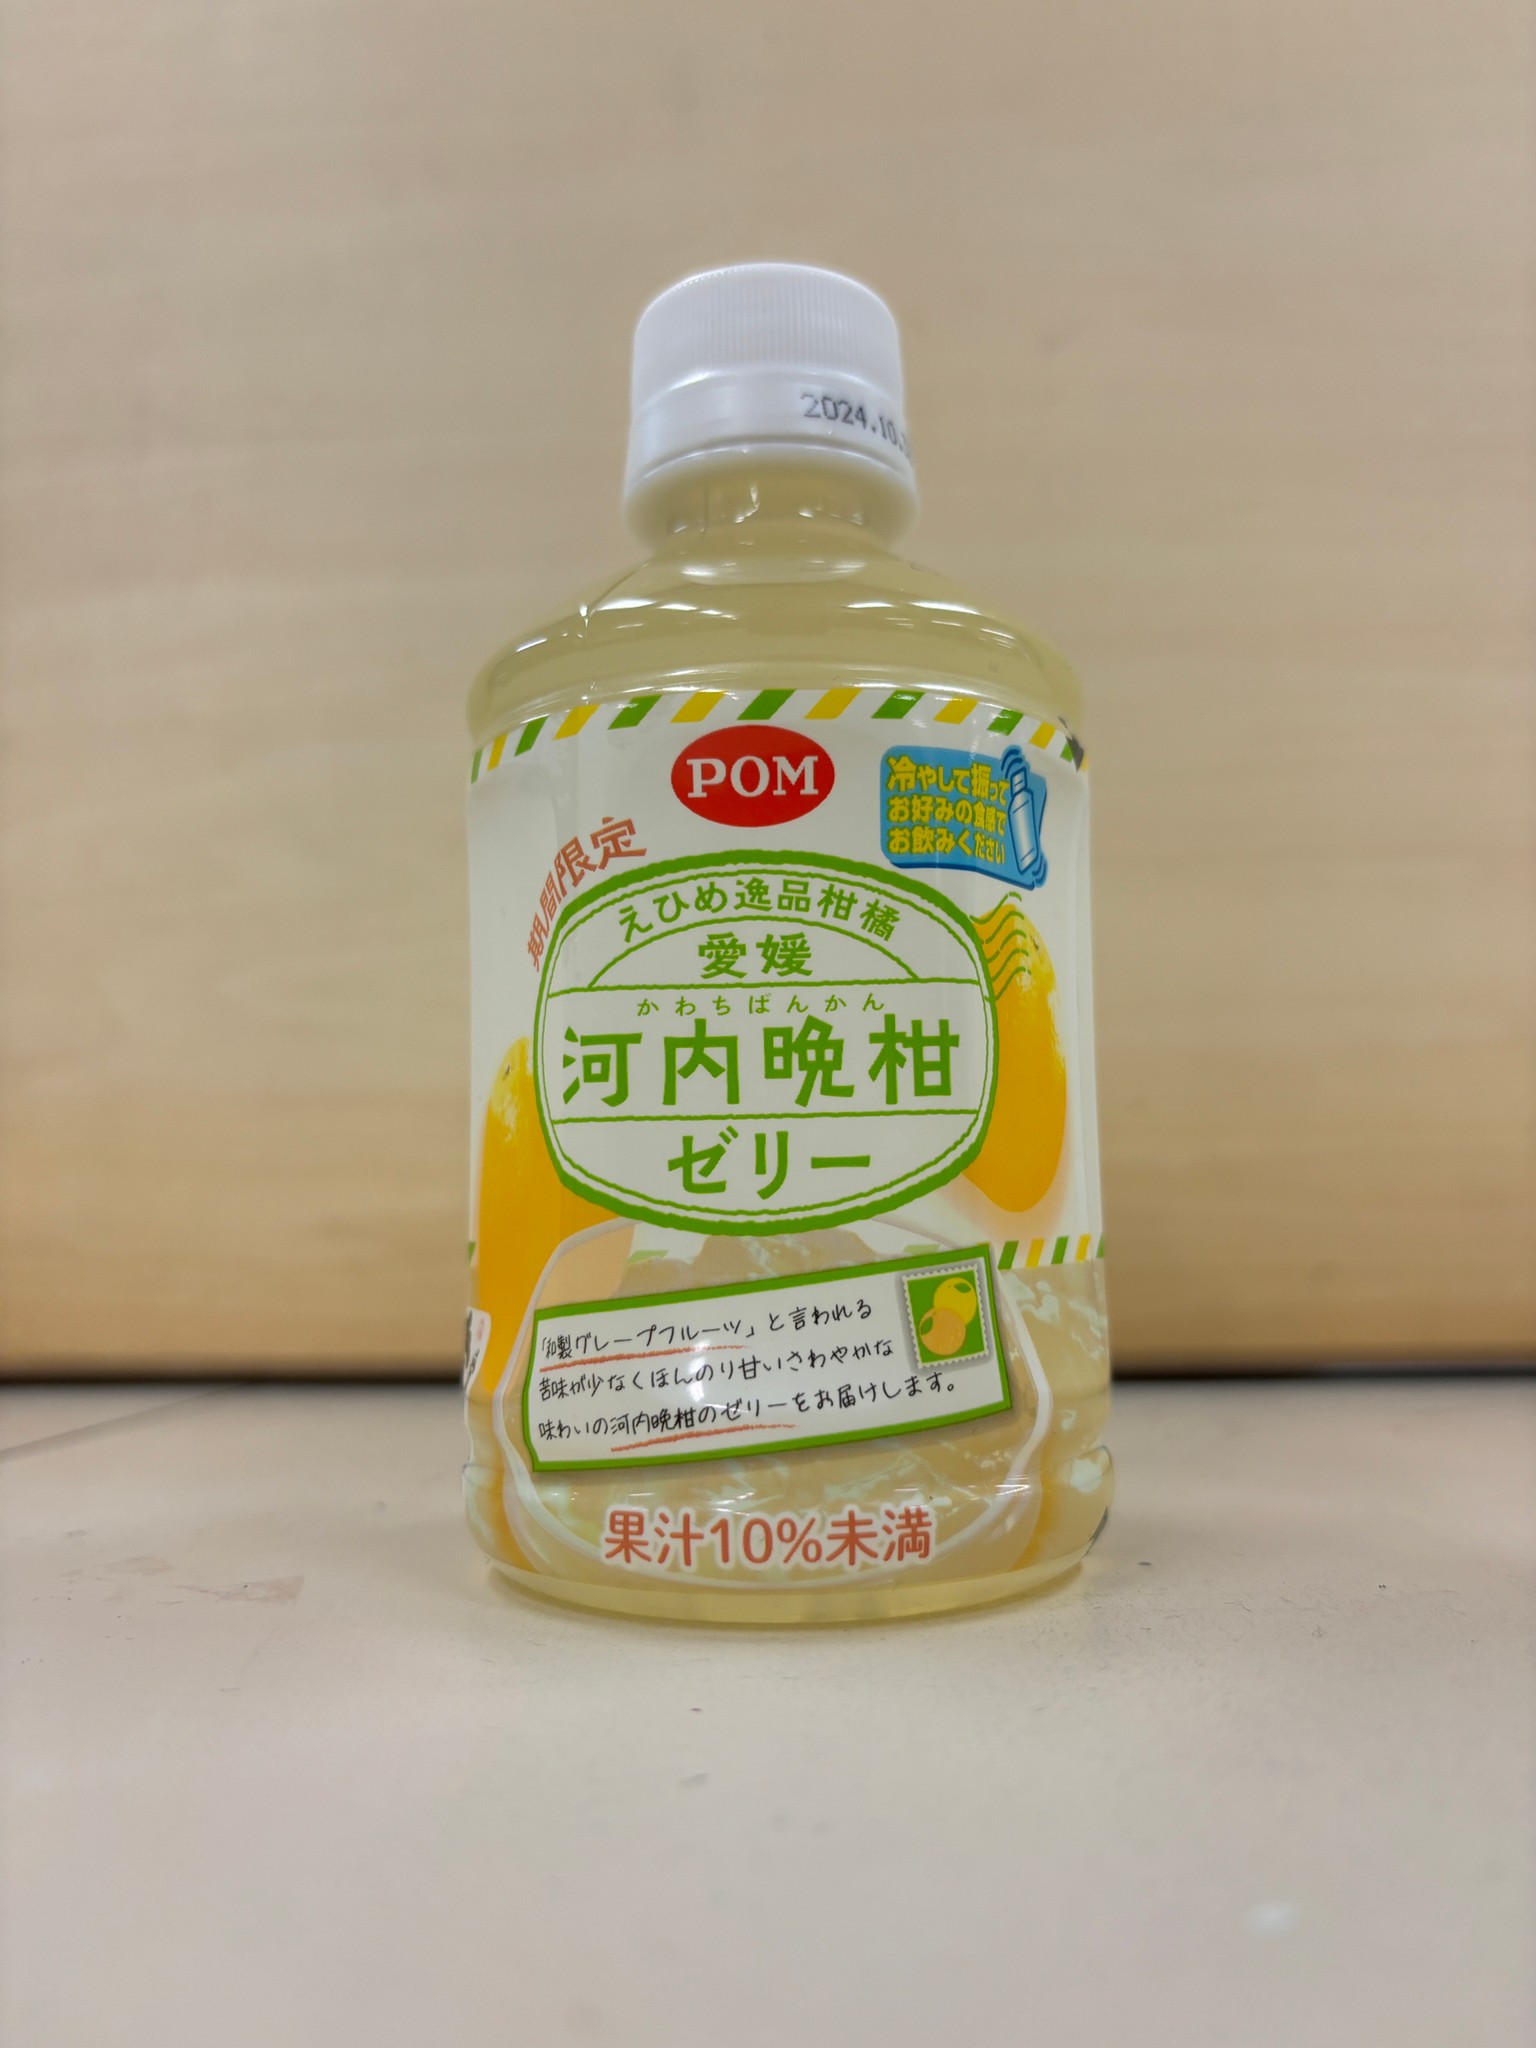 2024.10.
POM
冷やして振って
お好みの食感で
お飲みください
期間限定
えひめ逸品柑橘
愛媛
かわちばんかん
河内晩柑
ゼリー
「和製グレープフルーツ」と言われる
苦味が少なくほんのり甘いさわやかな
味わいの河内晩柑のゼリーをお届けします。
果汁10%未満